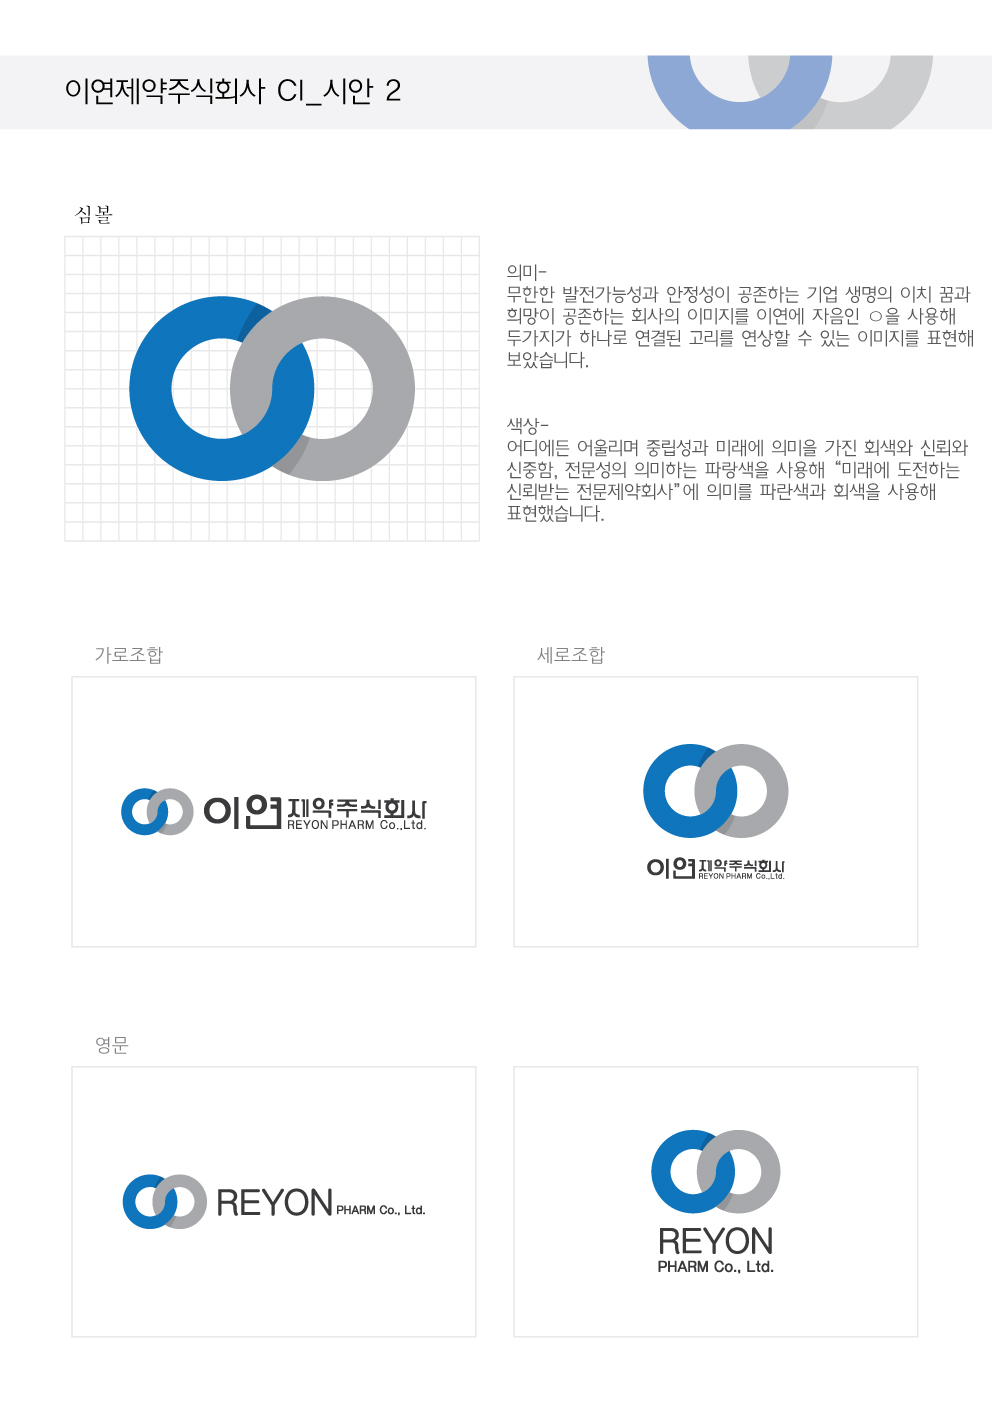 이연제약주식회사 CI_시안 2
심볼
의미-
무한한 발전가능성과 안정성이 공존하는 기업 생명의 이치 꿈과
희망이 공존하는 회사의 이미지를 이연에 자음인 ㅇ을 사용해
두가지가 하나로 연결된 고리를 연상할 수 있는 이미지를 표현해
보았습니다.
색상-
어디에든 어울리며 중립성과 미래에 의미을 가진 회색와 신뢰와
신중함, 전문성의 의미하는 파랑색을 사용해 “미래에 도전하는
신뢰받는 전문제약회사”에 의미를 파란색과 회색을 사용해
표현했습니다.
가로조합
세로조합
이연제약주식회사
REYON PHARM Co.,Ltd.
이연제약주식회사
REYON PHARM Co.,Ltd.
영문
REYON PHARM Co., Ltd.
REYON
PHARM Co., Ltd.